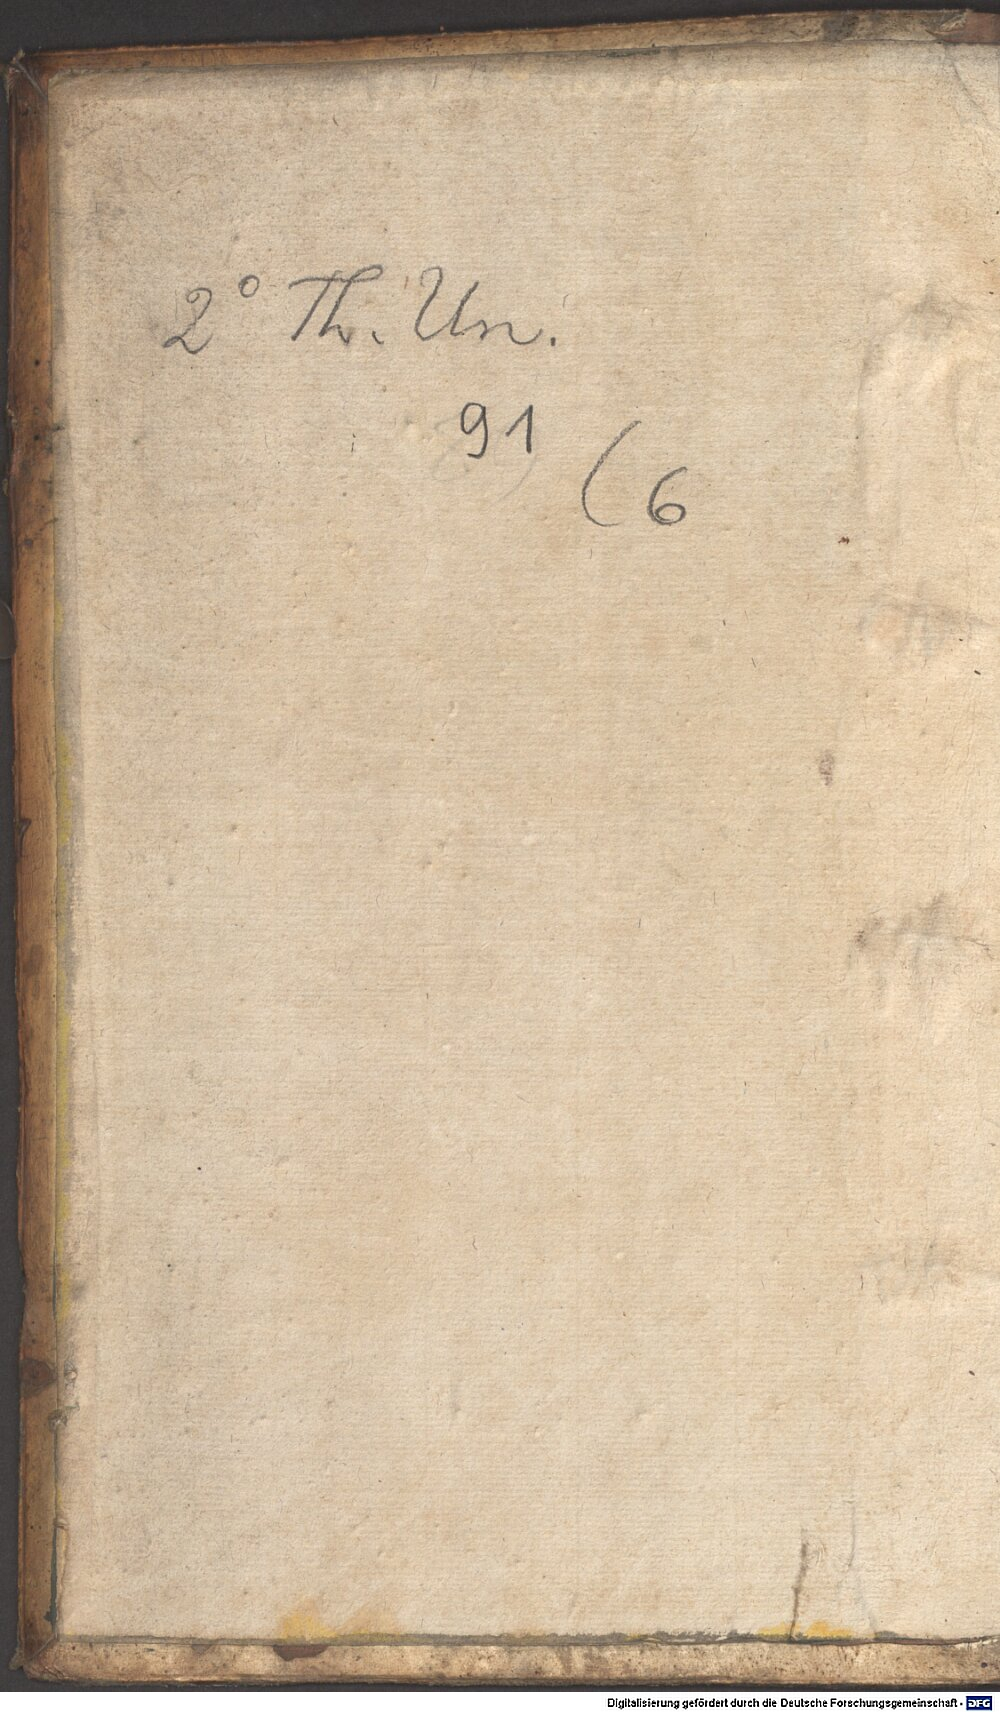 2° Th. Un.
91
(6
Digitalisierung gefördert durch die Deutsche Forschungsgemeinschaft - DFG